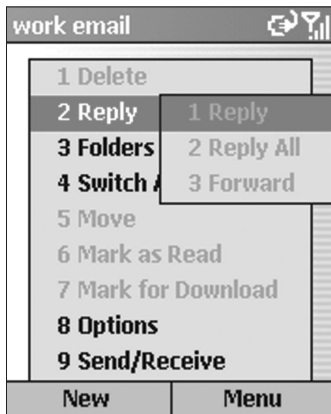 work email
1 Delete
2 Reply
1 Reply
3 Folders
2 Reply All
4 Switch
3 Forward
5 Move
6 Mark as Read
7 Mark for Download
8 Options
9 Send/Receive
New
Menu